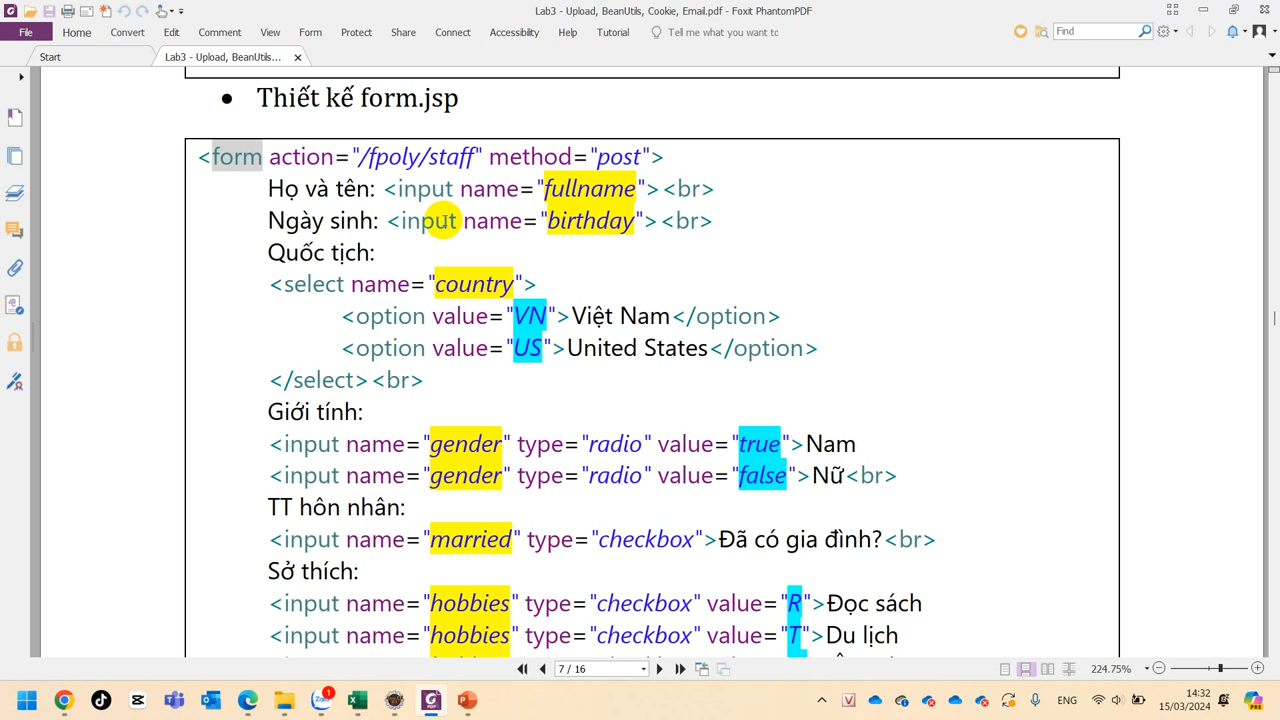 Lab3 - Upload, BeanUtils, Cookie, Email.pdf - Foxit PhantomPDF
File Home Convert Edit Comment View Form Protect Share Connect Accessibility Help Tutorial Tell me what you want to Find
Start Lab3 - Upload, BeanUtils...
• Thiết kế form.jsp
<form action="/fpoly/staff" method="post">
Họ và tên: <input name="fullname"><br>
Ngày sinh: <input name="birthday"><br>
Quốc tịch:
<select name="country">
<option value="VN">Việt Nam</option>
<option value="US">United States</option>
</select><br>
Giới tính:
<input name="gender" type="radio" value="true">Nam
<input name="gender" type="radio" value="false">Nữ<br>
TT hôn nhân:
<input name="married" type="checkbox">Đã có gia đình?<br>
Sở thích:
<input name="hobbies" type="checkbox" value="R">Đọc sách
<input name="hobbies" type="checkbox" value="T">Du lịch
7 / 16 224.75%
ENG 14:32
15/03/2024